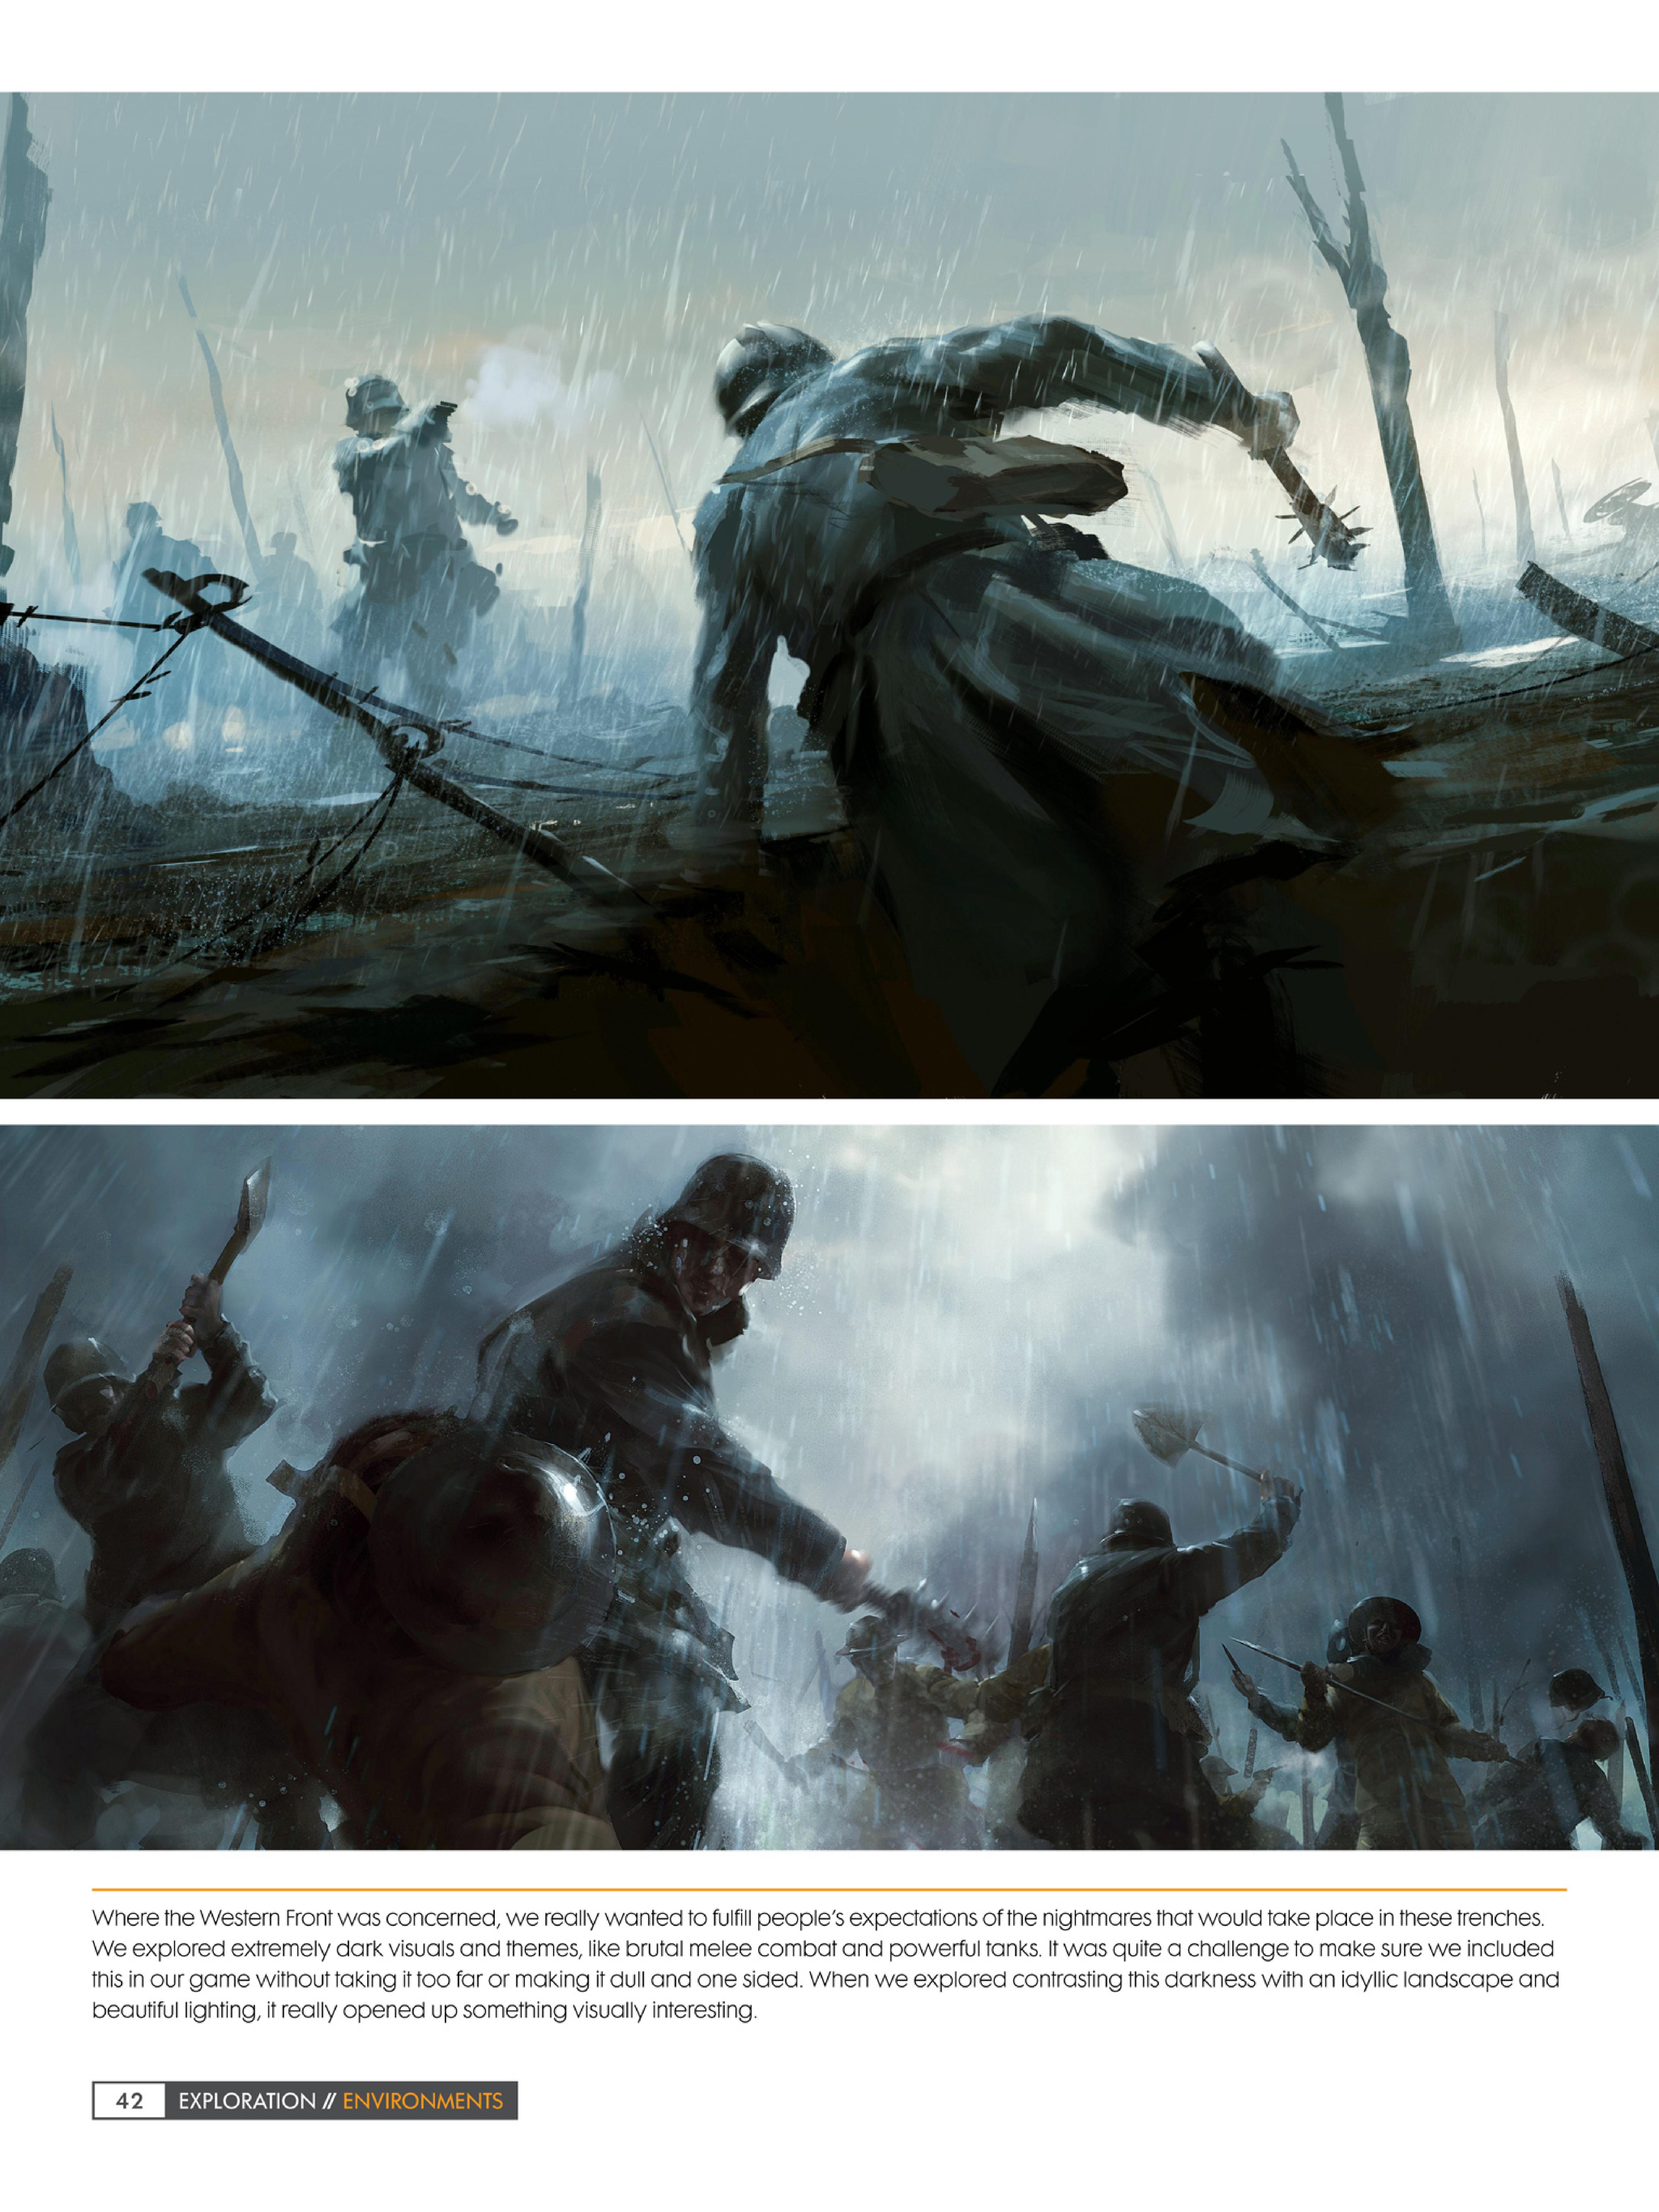 Where the Western Front was concerned, we really wanted to fulfill people's expectations of the nightmares that would take place in these trenches.
We explored extremely dark visuals and themes, like brutal melee combat and powerful tanks. It was quite a challenge to make sure we included
this in our game without taking it too far or making it dull and one sided. When we explored contrasting this darkness with an idyllic landscape and
beautiful lighting, it really opened up something visually interesting.
42 EXPLORATION // ENVIRONMENTS